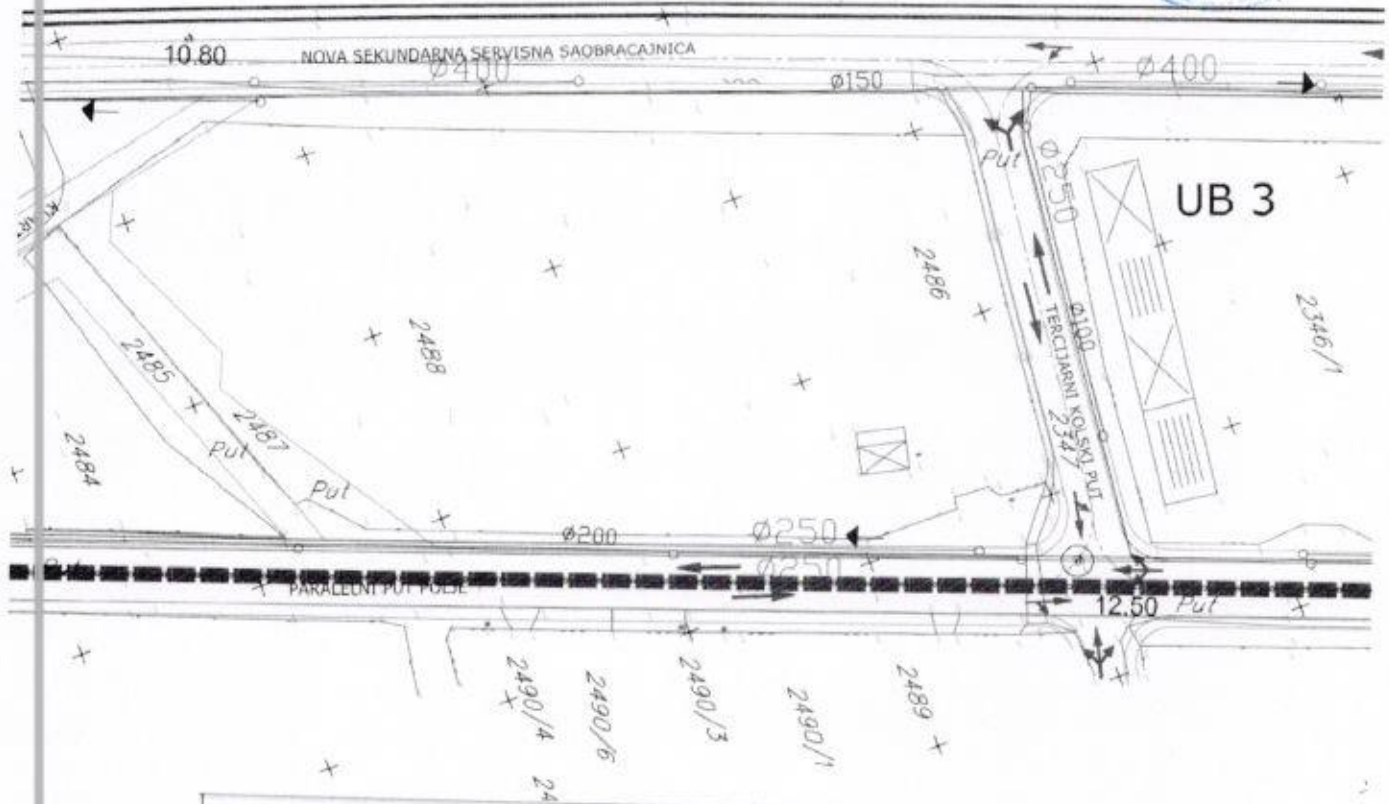 10.80
NOVA SEKUNDARNA SERVISNA SAOBRACAJNICA
Ø400
Ø150
Ø400
Put
Ø250
UB 3
2486
2488
2346/1
TERCIJARNI KOLSKI PUT
Ø100
2347
2485
2487
Put
2484
Put
Ø200
Ø250
Ø250
PARALELNI PUT POLJE
12.50
Put
2490/4
2490/6
2490/3
2490/1
2489
24